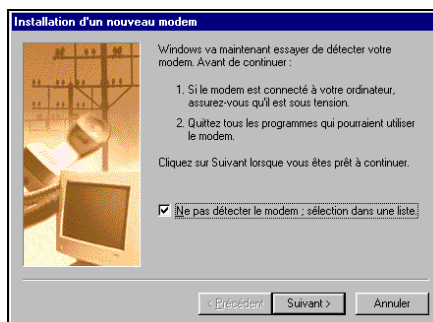 Installation d'un nouveau modem
Windows va maintenant essayer de détecter votre
modem. Avant de continuer :
1. Si le modem est connecté à votre ordinateur,
assurez-vous qu'il est sous tension.
2. Quittez tous les programmes qui pourraient utiliser
le modem.
Cliquez sur Suivant lorsque vous êtes prêt à continuer.
Ne pas détecter le modem ; sélection dans une liste.
< Précédent
Suivant >
Annuler